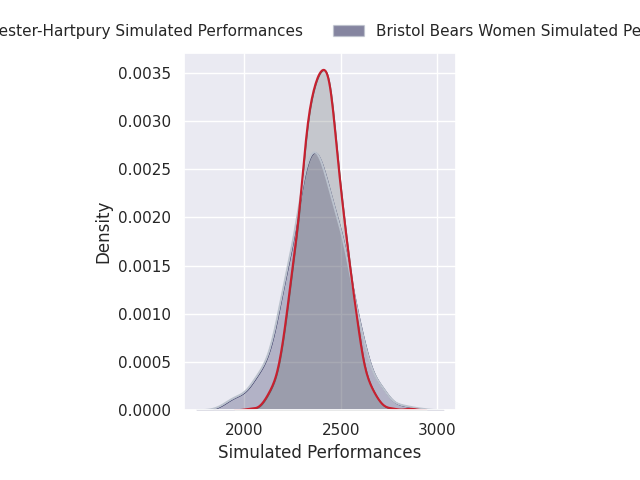 ester-Hartpury Simulated Performances
Bristol Bears Women Simulated Pe
0.0035
0.0030
0.0025
0.0020
0.0015
0.0010
0.0005
0.0000
Density
2000 2500 3000
Simulated Performances